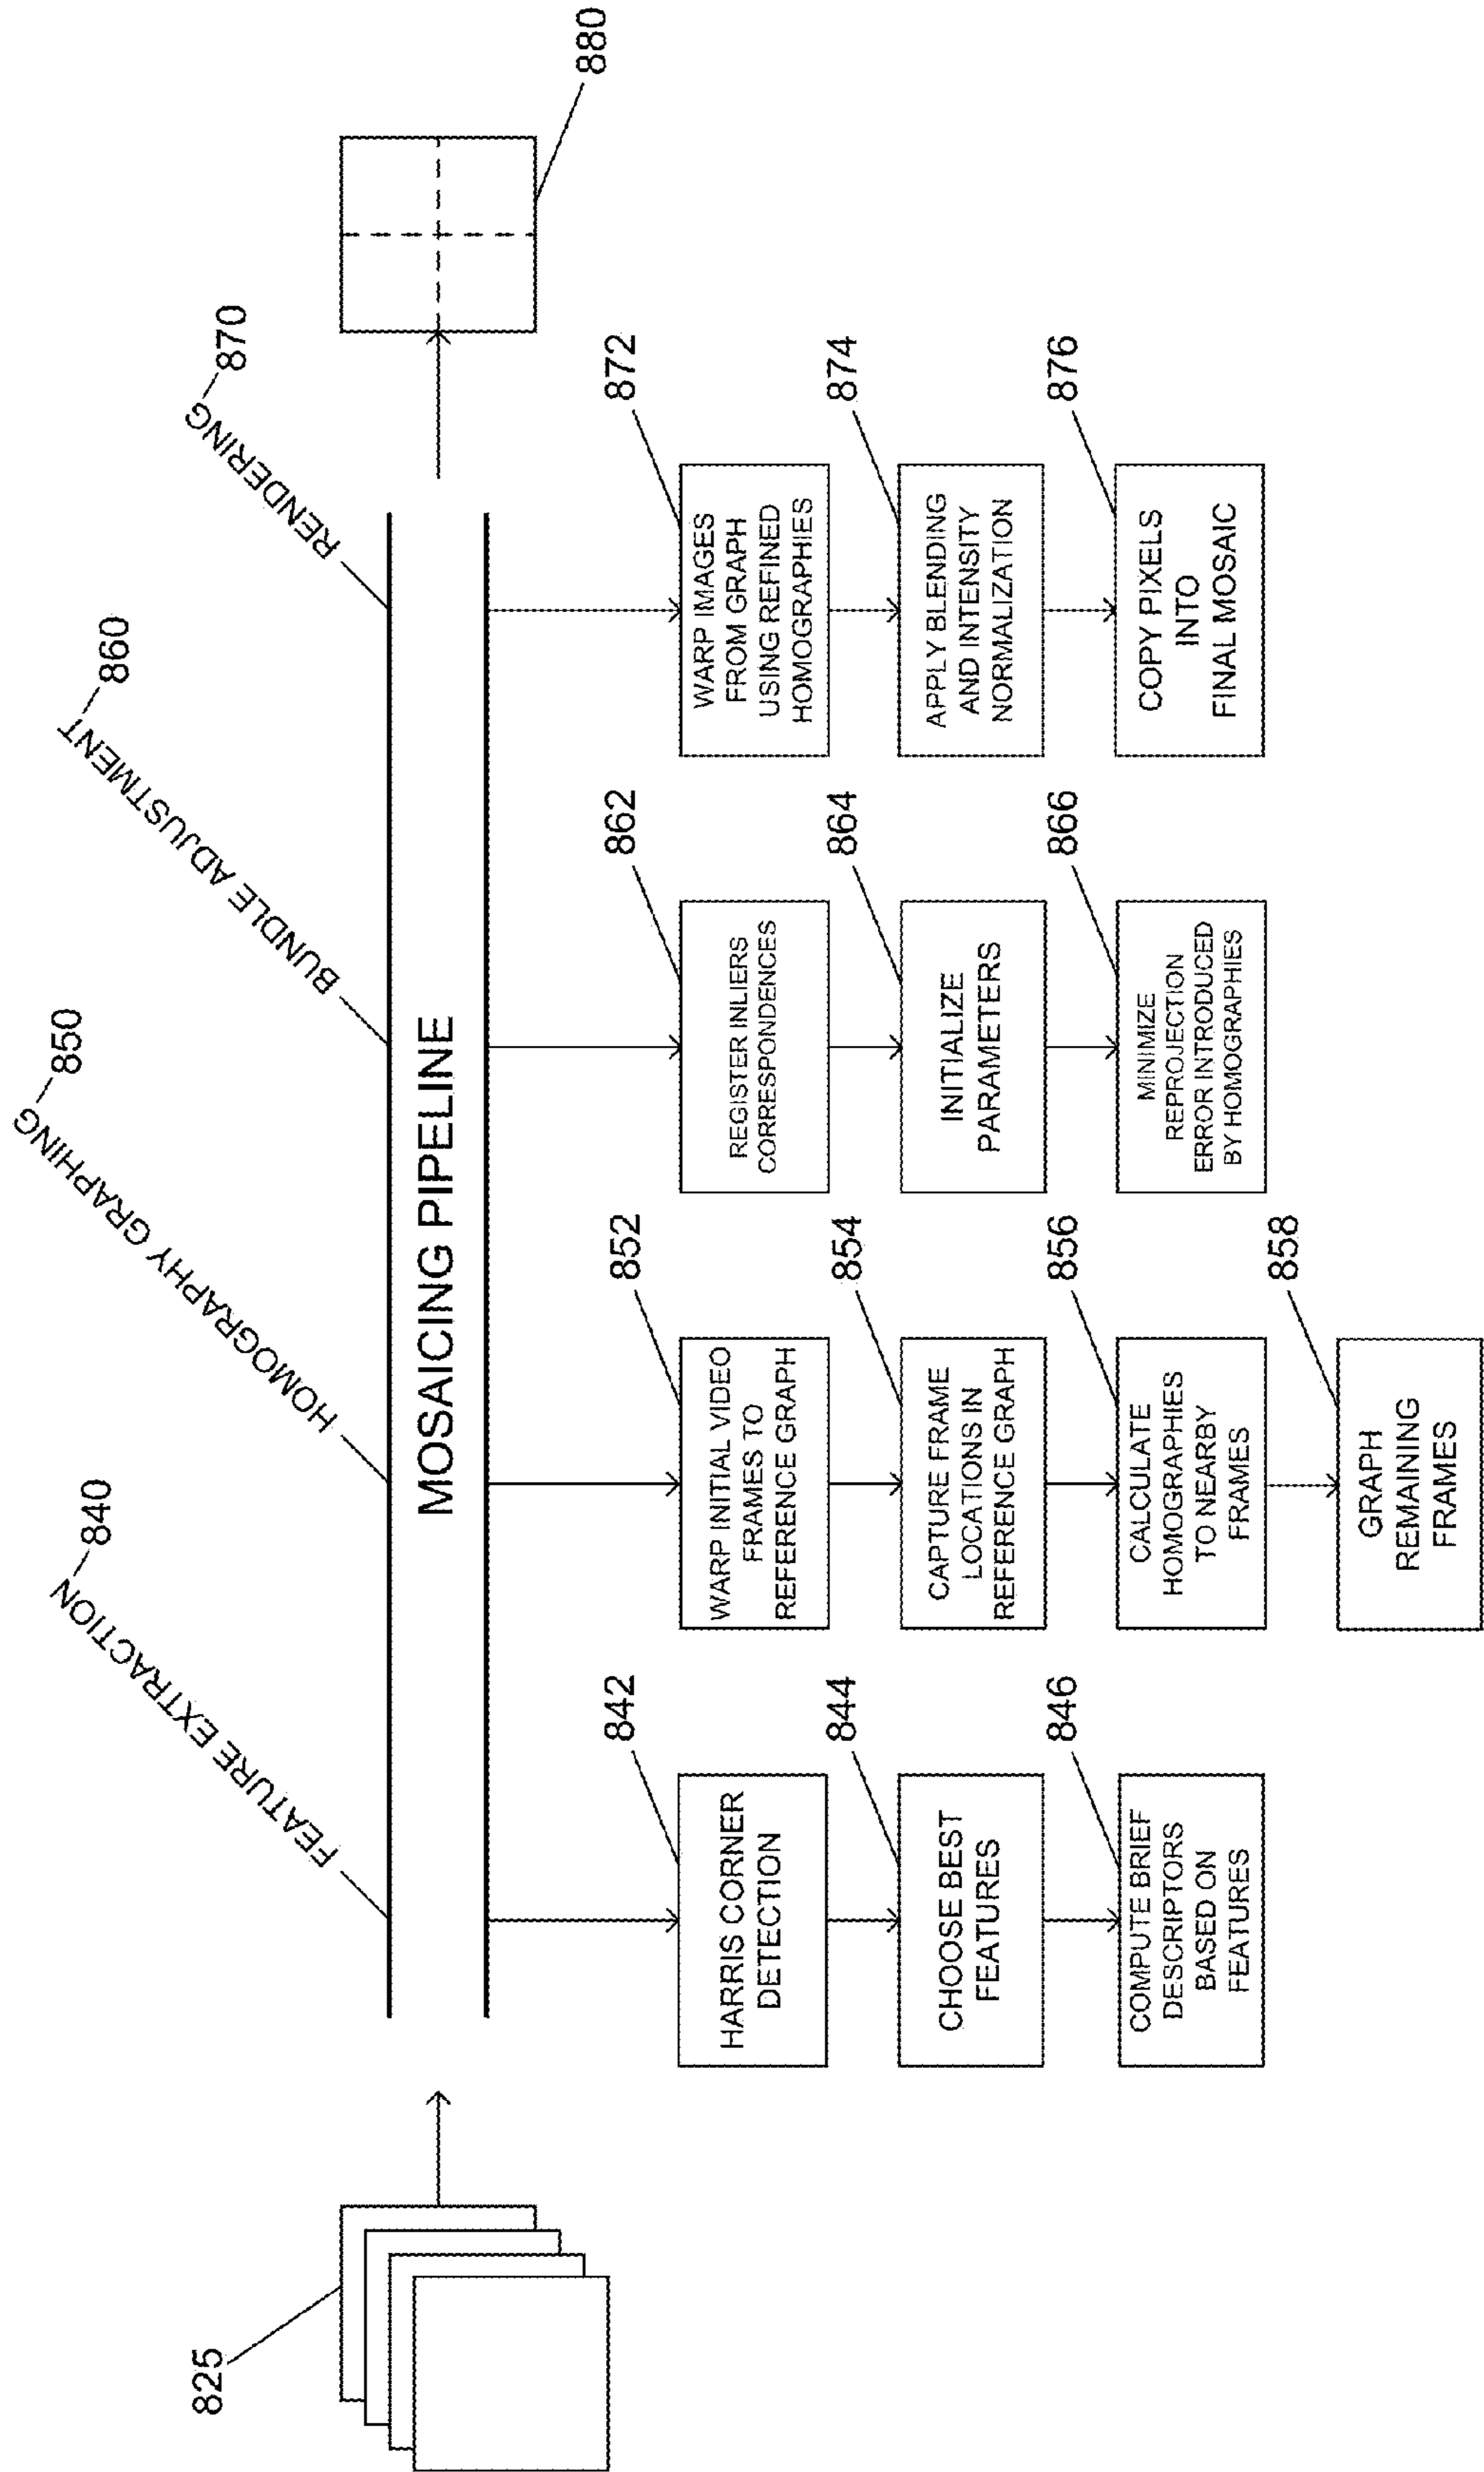 825
FEATURE EXTRACTION
840
HOMOGRAPHY GRAPHING
850
BUNDLE ADJUSTMENT
860
RENDERING
870
MOSAICING PIPELINE
880
842
HARRIS CORNER
DETECTION
844
CHOOSE BEST
FEATURES
846
COMPUTE BRIEF
DESCRIPTORS
BASED ON
FEATURES
852
WARP INITIAL VIDEO
FRAMES TO
REFERENCE GRAPH
854
CAPTURE FRAME
LOCATIONS IN
REFERENCE GRAPH
856
CALCULATE
HOMOGRAPHIES
TO NEARBY
FRAMES
858
GRAPH
REMAINING
FRAMES
862
REGISTER INLIERS
CORRESPONDENCES
864
INITIALIZE
PARAMETERS
866
MINIMIZE
REPROJECTION
ERROR INTRODUCED
BY HOMOGRAPHIES
872
WARP IMAGES
FROM GRAPH
USING REFINED
HOMOGRAPHIES
874
APPLY BLENDING
AND INTENSITY
NORMALIZATION
876
COPY PIXELS
INTO
FINAL MOSAIC